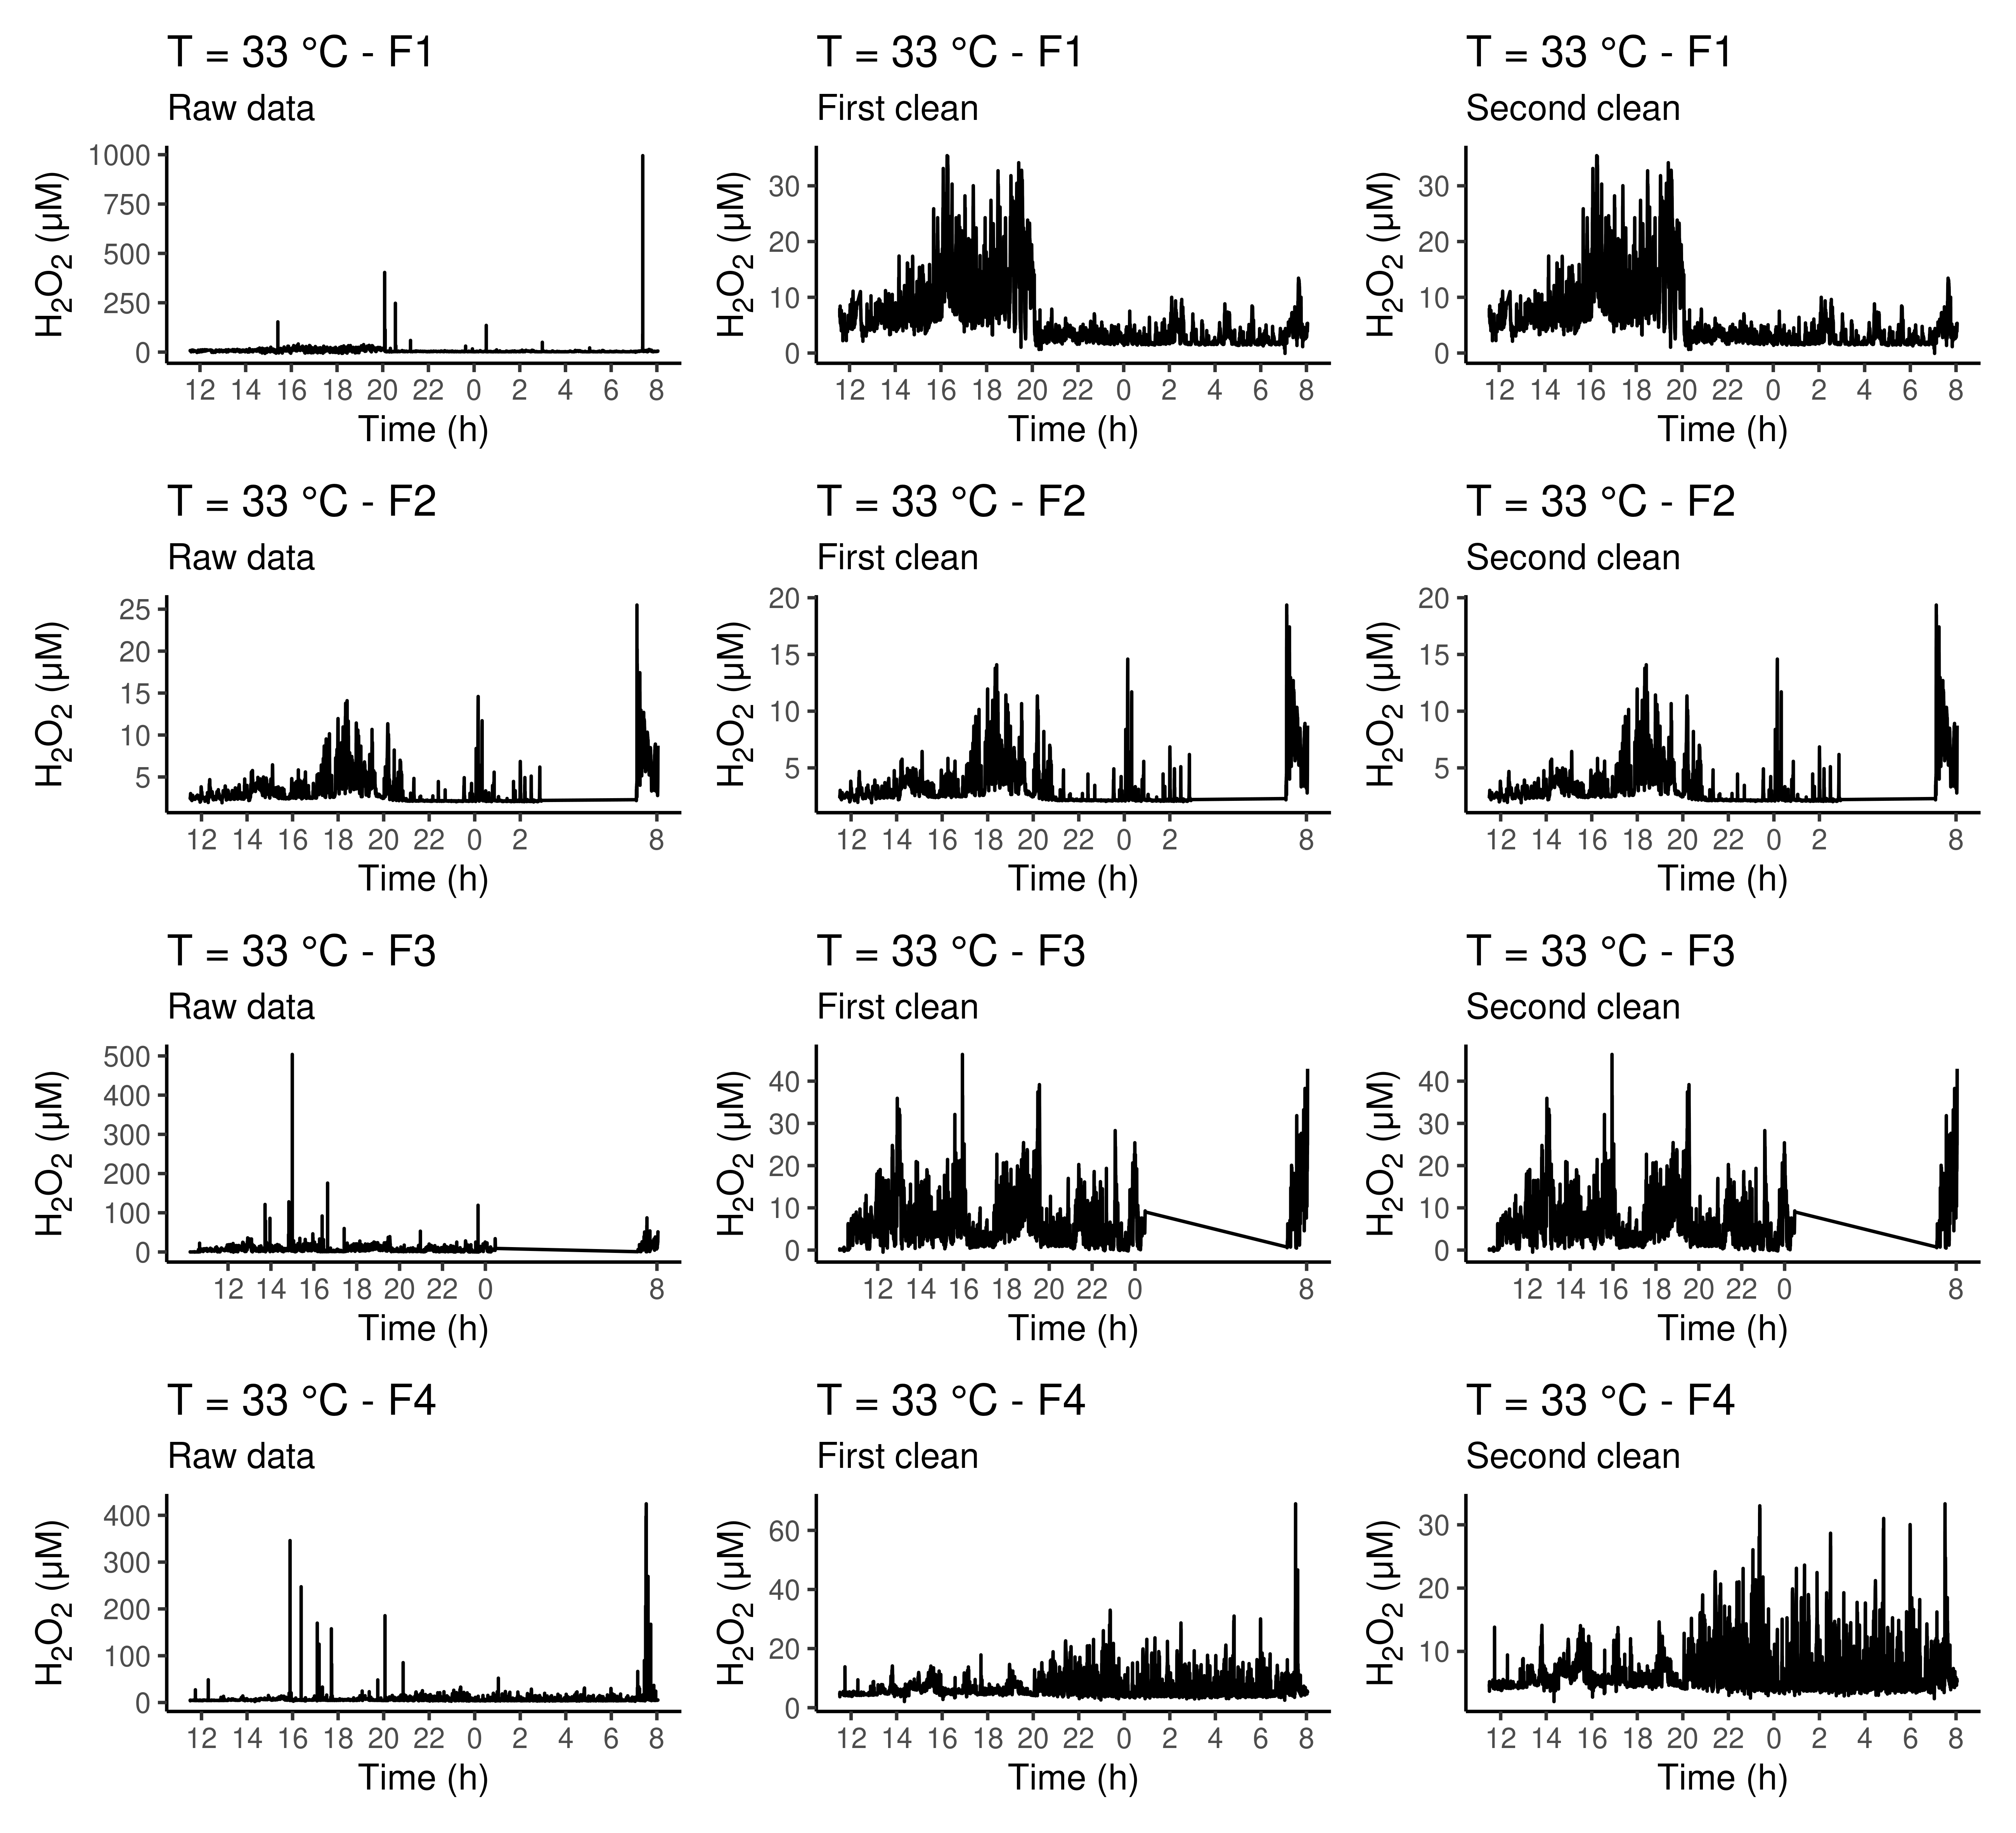 T = 33 °C - F1
Raw data
H2O2 (µM)
1000
750
500
250
0
12 14 16 18 20 22 0 2 4 6 8
Time (h)
T = 33 °C - F1
First clean
H2O2 (µM)
30
20
10
0
12 14 16 18 20 22 0 2 4 6 8
Time (h)
T = 33 °C - F1
Second clean
H2O2 (µM)
30
20
10
0
12 14 16 18 20 22 0 2 4 6 8
Time (h)
T = 33 °C - F2
Raw data
H2O2 (µM)
25
20
15
10
5
12 14 16 18 20 22 0 2 8
Time (h)
T = 33 °C - F2
First clean
H2O2 (µM)
20
15
10
5
12 14 16 18 20 22 0 2 8
Time (h)
T = 33 °C - F2
Second clean
H2O2 (µM)
20
15
10
5
12 14 16 18 20 22 0 2 8
Time (h)
T = 33 °C - F3
Raw data
H2O2 (µM)
500
400
300
200
100
0
12 14 16 18 20 22 0 8
Time (h)
T = 33 °C - F3
First clean
H2O2 (µM)
40
30
20
10
0
12 14 16 18 20 22 0 8
Time (h)
T = 33 °C - F3
Second clean
H2O2 (µM)
40
30
20
10
0
12 14 16 18 20 22 0 8
Time (h)
T = 33 °C - F4
Raw data
H2O2 (µM)
400
300
200
100
0
12 14 16 18 20 22 0 2 4 6 8
Time (h)
T = 33 °C - F4
First clean
H2O2 (µM)
60
40
20
0
12 14 16 18 20 22 0 2 4 6 8
Time (h)
T = 33 °C - F4
Second clean
H2O2 (µM)
30
20
10
12 14 16 18 20 22 0 2 4 6 8
Time (h)